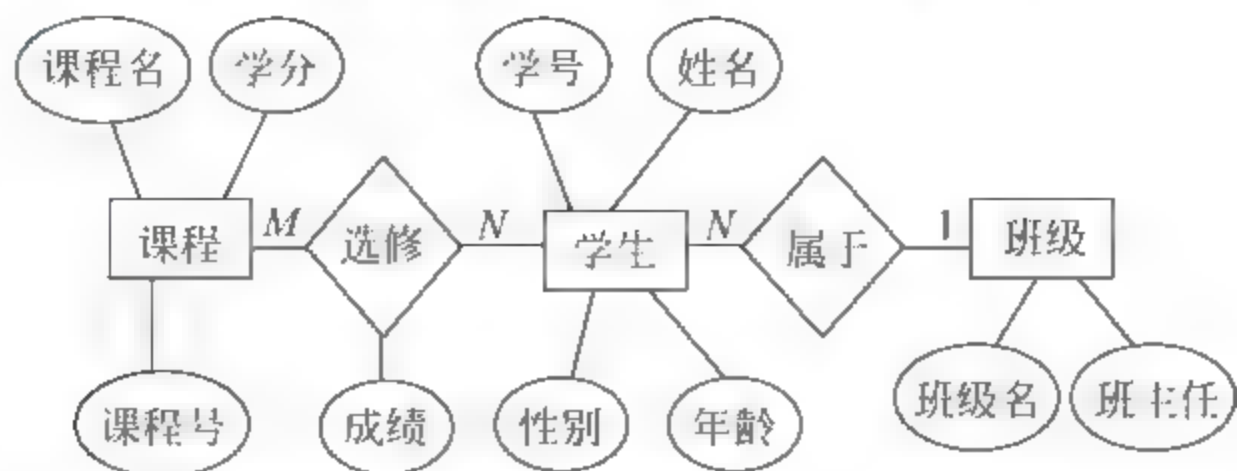 课程名 学分 学号 姓名
课程 M 选修 N 学生 N 属于 1 班级
课程号 成绩 性别 年龄 班级名 班主任